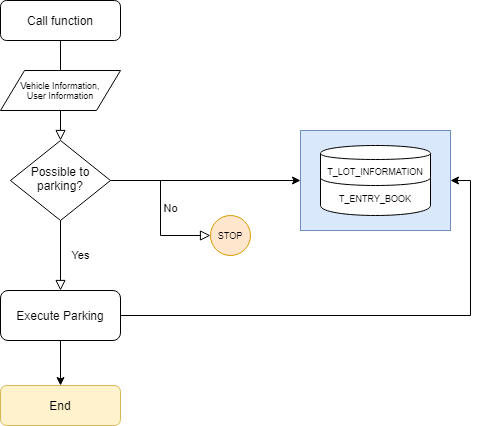 Call function
Vehicle Information,
User Information
Possible to
parking?
T_LOT_INFORMATION
T_ENTRY_BOOK
No
STOP
Yes
Execute Parking
End